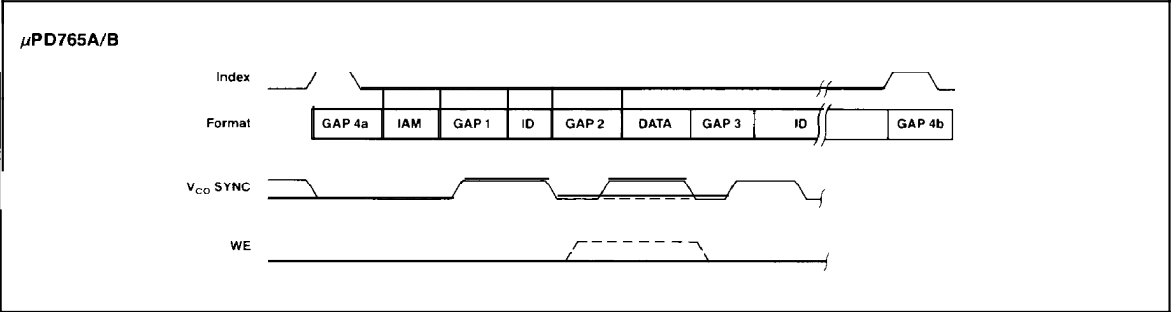 µPD765A/B
Index
Format
GAP 4a IAM GAP 1 ID GAP 2 DATA GAP 3 ID GAP 4b
VCO SYNC
WE